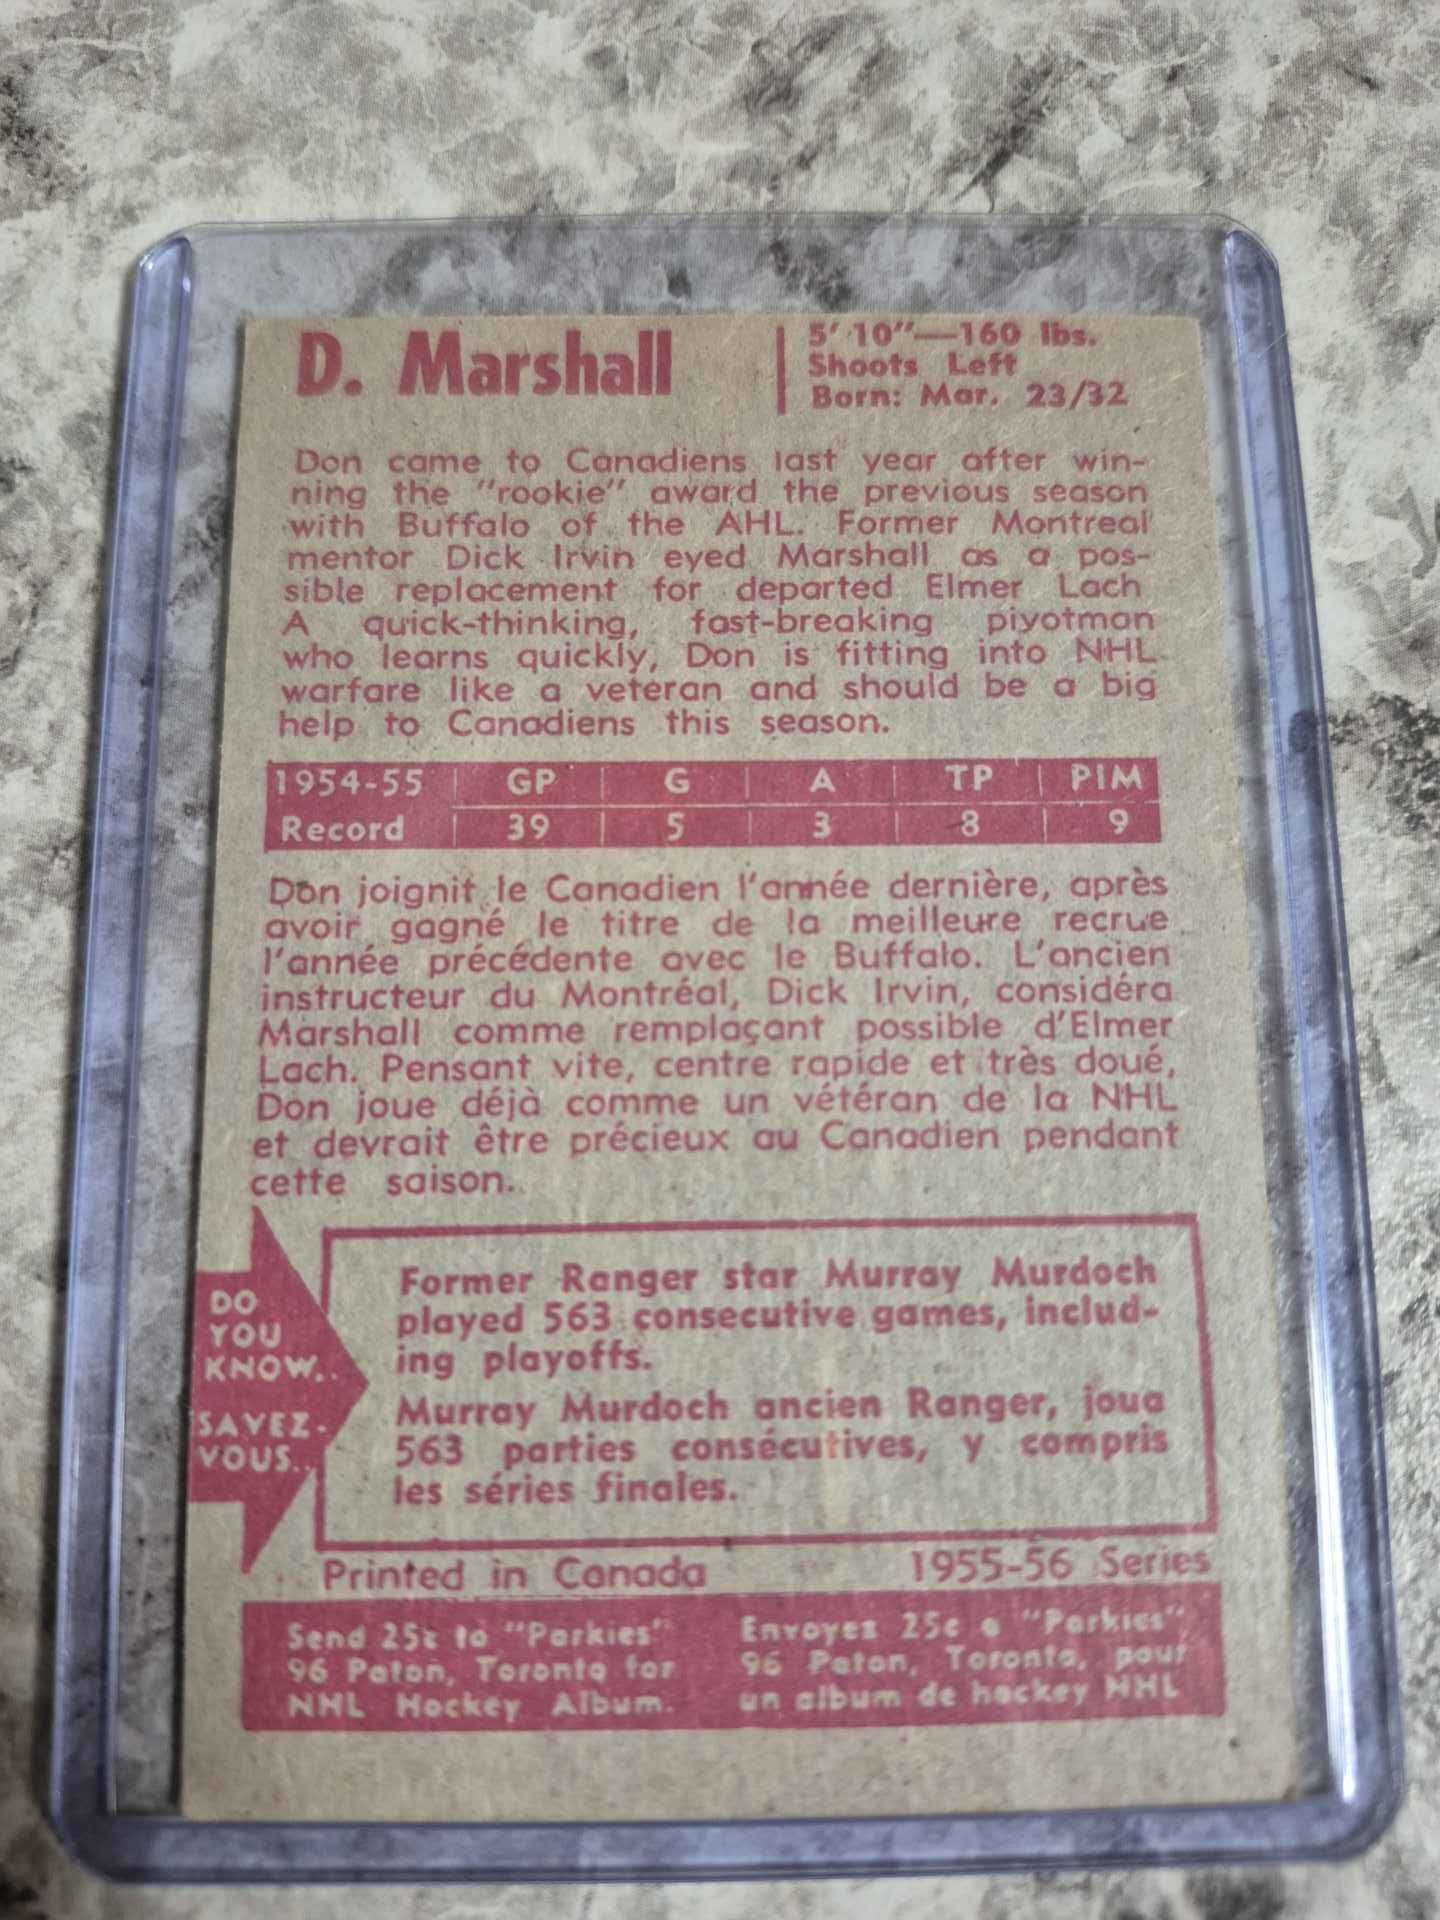 D. Marshall
5' 10"—160 lbs.
Shoots Left
Born: Mar. 23/32
Don came to Canadiens last year after win-
ning the "rookie" award the previous season
with Buffalo of the AHL. Former Montreal
mentor Dick Irvin eyed Marshall as a pos-
sible replacement for departed Elmer Lach
A quick-thinking, fast-breaking pivotman
who learns quickly, Don is fitting into NHL
warfare like a veteran and should be a big
help to Canadiens this season.
1954-55 GP G A TP PIM
Record 39 5 3 8 9
Don joignit le Canadien l'année dernière, après
avoir gagné le titre de la meilleure recrue
l'année précédente avec le Buffalo. L'ancien
instructeur du Montréal, Dick Irvin, considéra
Marshall comme remplaçant possible d'Elmer
Lach. Pensant vite, centre rapide et très doué,
Don joue déjà comme un vétéran de la NHL
et devrait être précieux au Canadien pendant
cette saison.
DO
YOU
KNOW..
SAVEZ-
VOUS..
Former Ranger star Murray Murdoch
played 563 consecutive games, includ-
ing playoffs.
Murray Murdoch ancien Ranger, joua
563 parties consécutives, y compris
les séries finales.
Printed in Canada
1955-56 Series
Send 25c to "Parkies"
96 Paton, Toronto for
NHL Hockey Album.
Envoyez 25c a "Parkies"
96 Paton, Toronto, pour
un album de hockey NHL